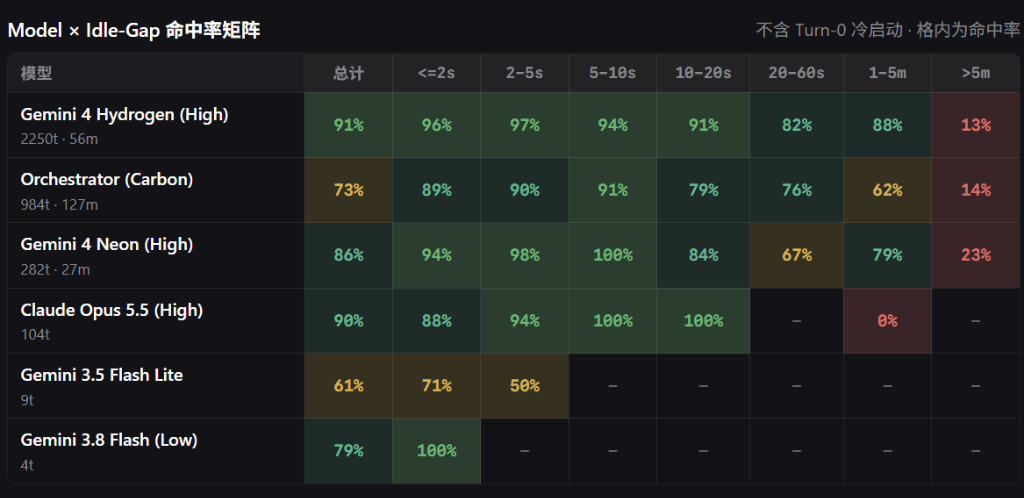 Model × Idle-Gap 命中率矩阵 不含 Turn-0 冷启动 · 格内为命中率
模型 总计 <=2s 2-5s 5-10s 10-20s 20-60s 1-5m >5m
Gemini 4 Hydrogen (High) 91% 96% 97% 94% 91% 82% 88% 13%
2250t · 56m
Orchestrator (Carbon) 73% 89% 90% 91% 79% 76% 62% 14%
984t · 127m
Gemini 4 Neon (High) 86% 94% 98% 100% 84% 67% 79% 23%
282t · 27m
Claude Opus 5.5 (High) 90% 88% 94% 100% 100% – 0% –
104t
Gemini 3.5 Flash Lite 61% 71% 50% – – – – –
9t
Gemini 3.8 Flash (Low) 79% 100% – – – – – –
4t